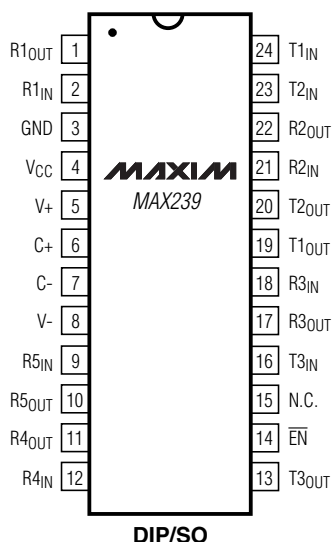 R1OUT 1 24 T1IN
R1IN 2 23 T2IN
GND 3 22 R2OUT
VCC 4 MAXIM 21 R2IN
V+ 5 MAX239 20 T2OUT
C+ 6 19 T1OUT
C- 7 18 R3IN
V- 8 17 R3OUT
R5IN 9 16 T3IN
R5OUT 10 15 N.C.
R4OUT 11 14 E̅N̅
R4IN 12 13 T3OUT
DIP/SO